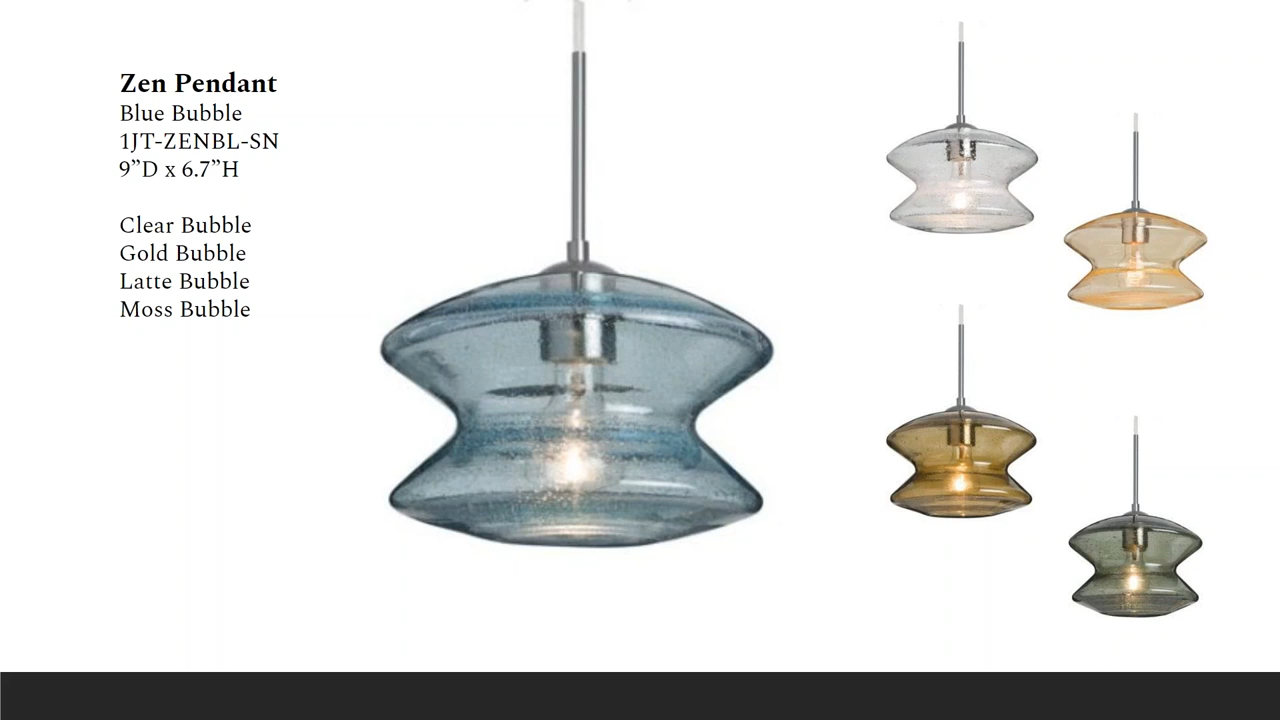 Zen Pendant
Blue Bubble
1JT-ZENBL-SN
9”D x 6.7”H
Clear Bubble
Gold Bubble
Latte Bubble
Moss Bubble